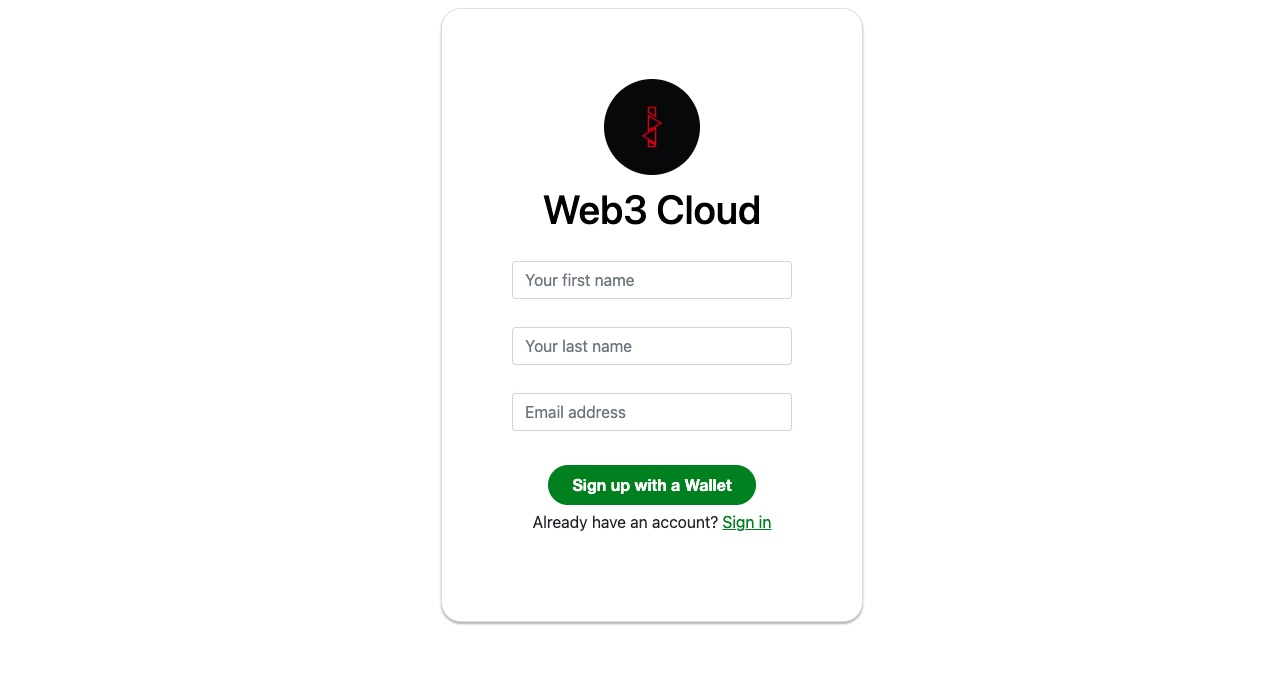 Web3 Cloud
Your first name
Your last name
Email address
Sign up with a Wallet
Already have an account? Sign in